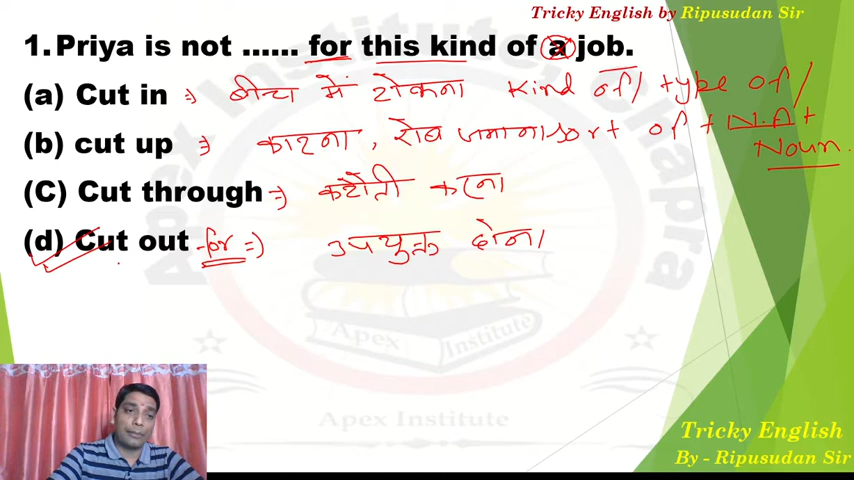 Tricky English by Ripusudan Sir
1. Priya is not ...... for this kind of a job.
(a) Cut in ⇒ बीच में टोकना kind of / type of /
(b) cut up ⇒ काटना, रोब जमाना sort of + N.A +
Noun.
(C) Cut through ⇒ कटौती करना
(d) Cut out for ⇒ उपयुक्त होना
Apex Institute
Apex Institute
Tricky English
By - Ripusudan Sir